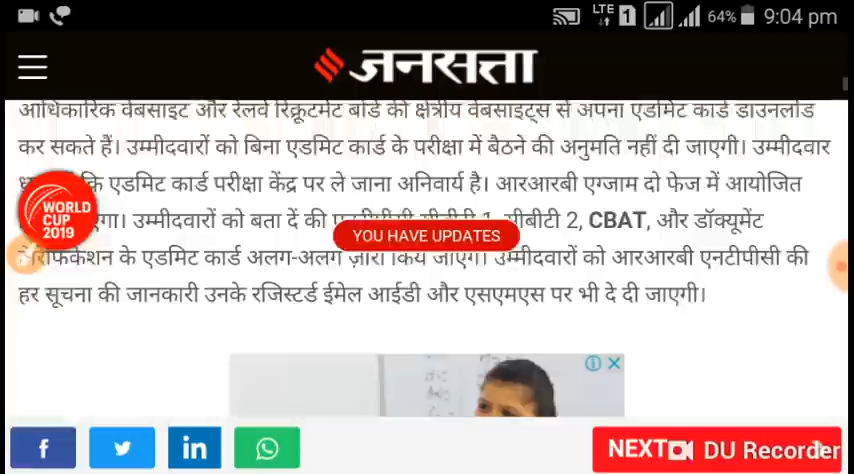 LTE 1 64% 9:04 pm
जनसत्ता
आधिकारिक वेबसाइट और रेलवे रिक्रूटमेंट बोर्ड की क्षेत्रीय वेबसाइट्स से अपना एडमिट कार्ड डाउनलोड
कर सकते हैं। उम्मीदवारों को बिना एडमिट कार्ड के परीक्षा में बैठने की अनुमति नहीं दी जाएगी। उम्मीदवार
कि एडमिट कार्ड परीक्षा केंद्र पर ले जाना अनिवार्य है। आरआरबी एग्जाम दो फेज में आयोजित
उम्मीदवारों को बता दें की 1, सीबीटी 2, CBAT, और डॉक्यूमेंट
के एडमिट कार्ड अलग-अलग जारी किये जाएंगे। उम्मीदवारों को आरआरबी एनटीपीसी की
हर सूचना की जानकारी उनके रजिस्टर्ड ईमेल आईडी और एसएमएस पर भी दे दी जाएगी।
WORLD
CUP
2019
YOU HAVE UPDATES
NEXT DU Recorder